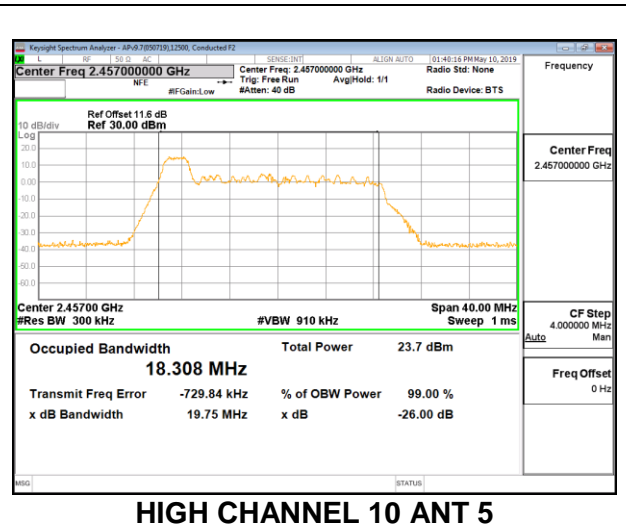 Keysight Spectrum Analyzer - APv9.7(050719),12500, Conducted F2
L RF 50 Ω AC SENSE:INT ALIGN AUTO 01:40:16 PM May 10, 2019
Center Freq 2.457000000 GHz Center Freq: 2.457000000 GHz Radio Std: None
NFE Trig: Free Run Avg|Hold: 1/1
#IFGain:Low #Atten: 40 dB Radio Device: BTS
Ref Offset 11.6 dB
10 dB/div Ref 30.00 dBm
Log
20.0
10.0
0.00
-10.0
-20.0
-30.0
-40.0
-50.0
-60.0
Center 2.45700 GHz Span 40.00 MHz
#Res BW 300 kHz #VBW 910 kHz Sweep 1 ms
Occupied Bandwidth Total Power 23.7 dBm
18.308 MHz
Transmit Freq Error -729.84 kHz % of OBW Power 99.00 %
x dB Bandwidth 19.75 MHz x dB -26.00 dB
MSG STATUS
Frequency
Center Freq
2.457000000 GHz
CF Step
4.000000 MHz
Auto Man
Freq Offset
0 Hz
HIGH CHANNEL 10 ANT 5